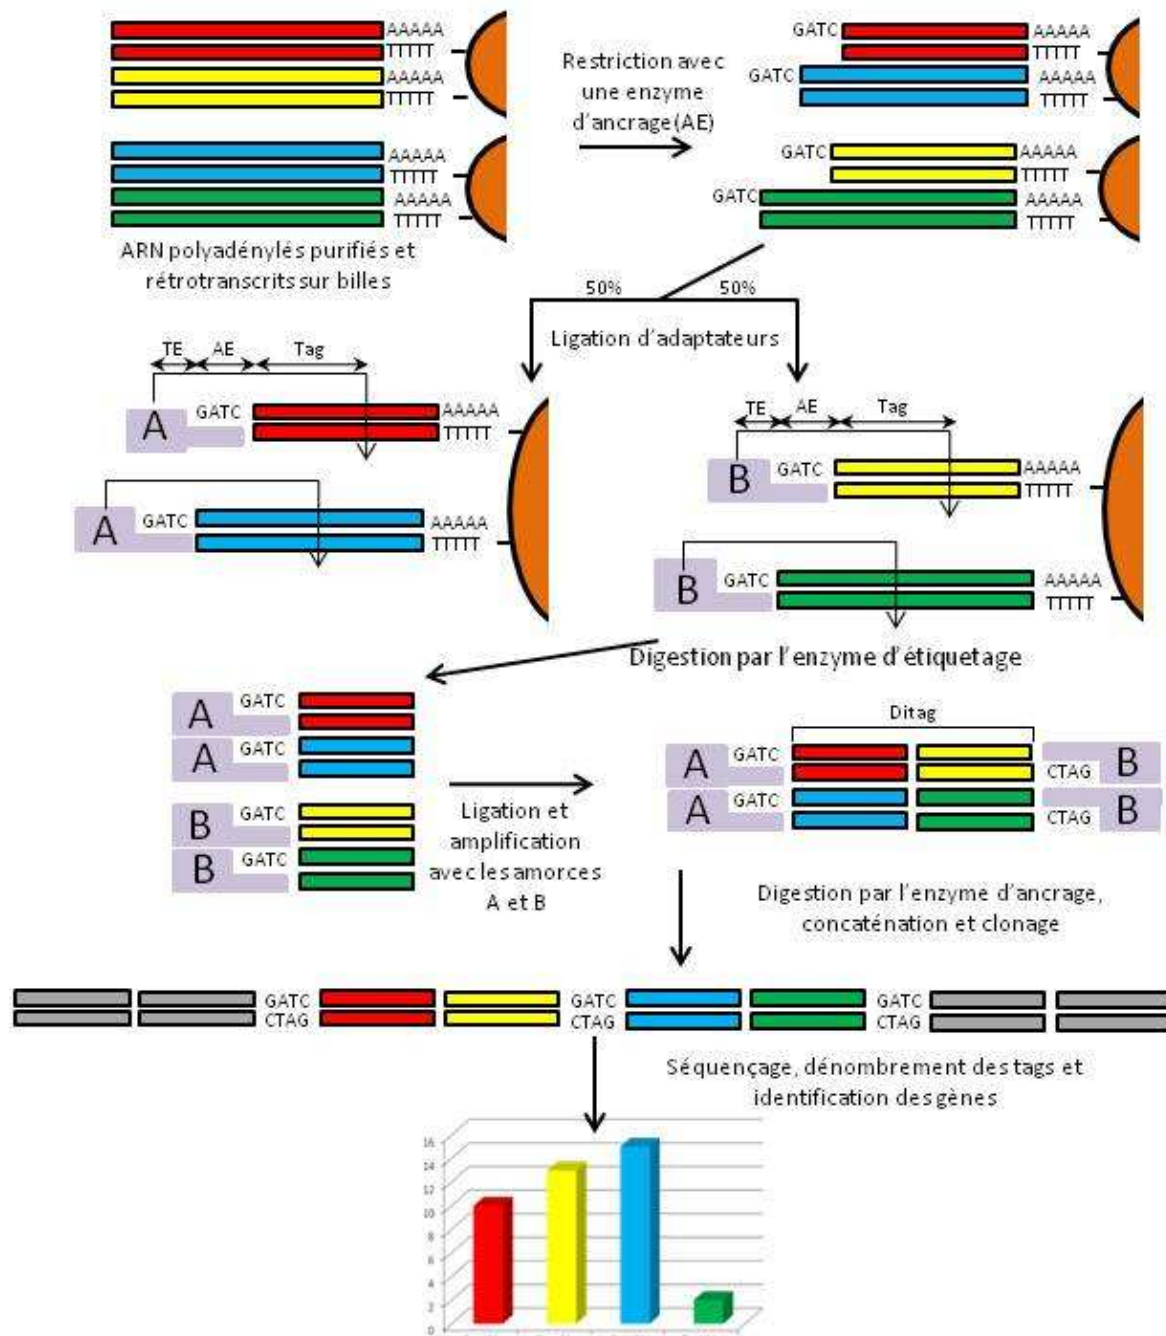 AAAAA
TTTTT
AAAAA
TTTTT
AAAAA
TTTTT
AAAAA
TTTTT
ARN polyadénylés purifiés et
rétrotranscrits sur billes
Restriction avec
une enzyme
d'ancrage(AE)
GATC
AAAAA
TTTTT
GATC
AAAAA
TTTTT
GATC
AAAAA
TTTTT
GATC
AAAAA
TTTTT
50% 50%
Ligation d'adaptateurs
TE AE Tag
A GATC AAAAA
TTTTT
A GATC AAAAA
TTTTT
TE AE Tag
B GATC AAAAA
TTTTT
B GATC AAAAA
TTTTT
Digestion par l'enzyme d'étiquetage
A GATC
A GATC
B GATC
B GATC
Ligation et
amplification
avec les amorces
A et B
Ditag
A GATC CTAG B
A GATC CTAG B
Digestion par l'enzyme d'ancrage,
concaténation et clonage
GATC GATC GATC
CTAG CTAG CTAG
Séquençage, dénombrement des tags et
identification des gènes
16
14
12
10
8
6
4
2
0